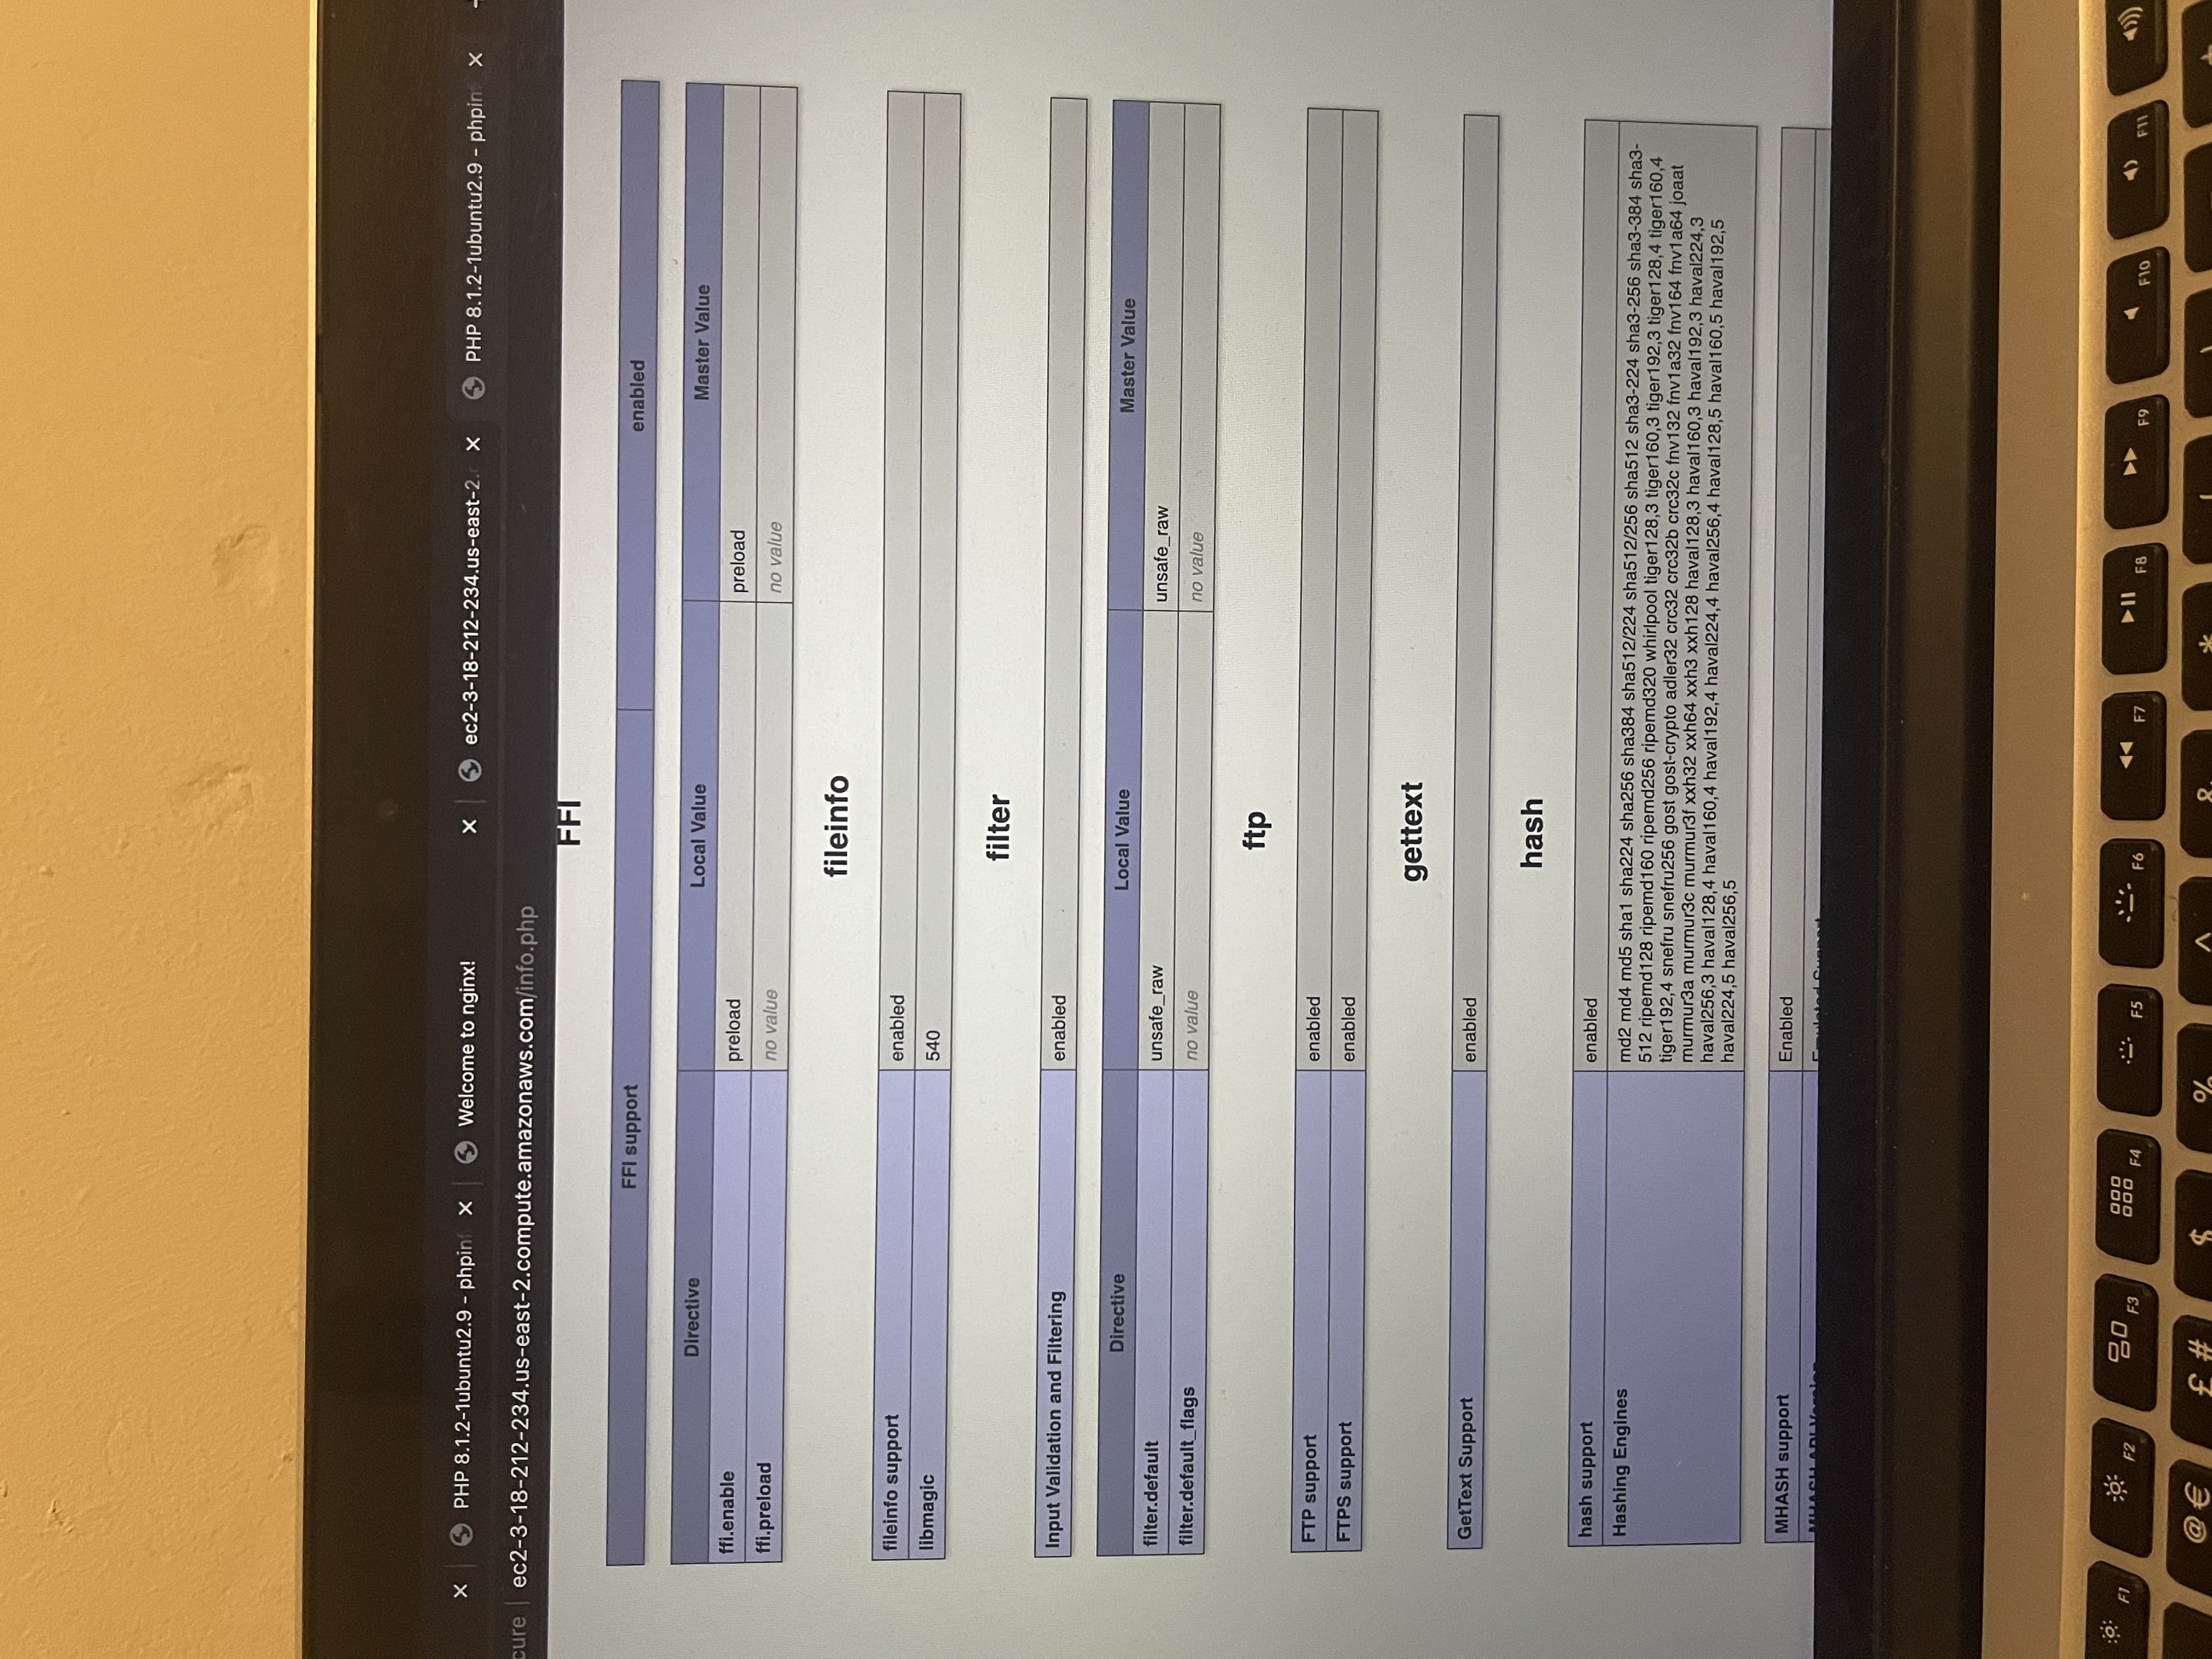 PHP 8.1.2-1ubuntu2.9 - phpinf
Welcome to nginx!
ec2-3-18-212-234.us-east-2.
PHP 8.1.2-1ubuntu2.9 - phpin
cure
ec2-3-18-212-234.us-east-2.compute.amazonaws.com/info.php
FFI
FFI support enabled
Directive Local Value Master Value
ffi.enable preload preload
ffi.preload no value no value
fileinfo
fileinfo support enabled
libmagic 540
filter
Input Validation and Filtering enabled
Directive Local Value Master Value
filter.default unsafe_raw unsafe_raw
filter.default_flags no value no value
ftp
FTP support enabled
FTPS support enabled
gettext
GetText Support enabled
hash
hash support enabled
Hashing Engines
md2 md4 md5 sha1 sha224 sha256 sha384 sha512/224 sha512/256 sha512 sha3-224 sha3-256 sha3-384 sha3-
512 ripemd128 ripemd160 ripemd256 ripemd320 whirlpool tiger128,3 tiger160,3 tiger192,3 tiger128,4 tiger160,4
tiger192,4 snefru snefru256 gost gost-crypto adler32 crc32 crc32b crc32c fnv132 fnv1a32 fnv164 fnv1a64 joaat
murmur3a murmur3c murmur3f xxh32 xxh64 xxh3 xxh128 haval128,3 haval160,3 haval192,3 haval224,3
haval256,3 haval128,4 haval160,4 haval192,4 haval224,4 haval256,4 haval128,5 haval160,5 haval192,5
haval224,5 haval256,5
MHASH support Enabled
MHASH API Version Emulated Support
F1 F2 F3 F4 F5 F6 F7 F8 F9 F10 F11
@ € £ # $ % ^ & * ( )